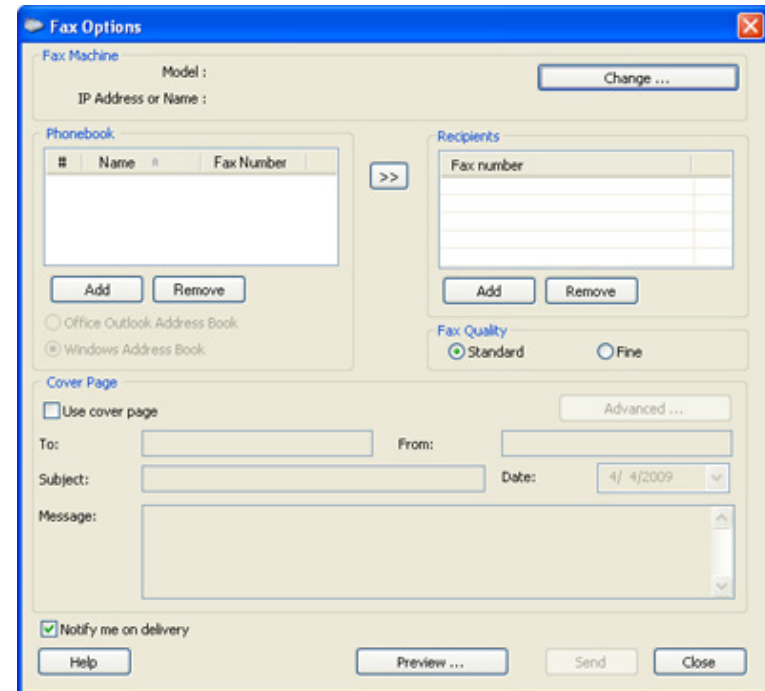 Fax Options
Fax Machine
Model :
Change ...
IP Address or Name :
Phonebook
# Name Fax Number
>>
Recipients
Fax number
Add Remove
Add Remove
Office Outlook Address Book
Windows Address Book
Fax Quality
Standard Fine
Cover Page
Use cover page
Advanced ...
To: From:
Subject: Date: 4/ 4/2009
Message:
Notify me on delivery
Help Preview ... Send Close